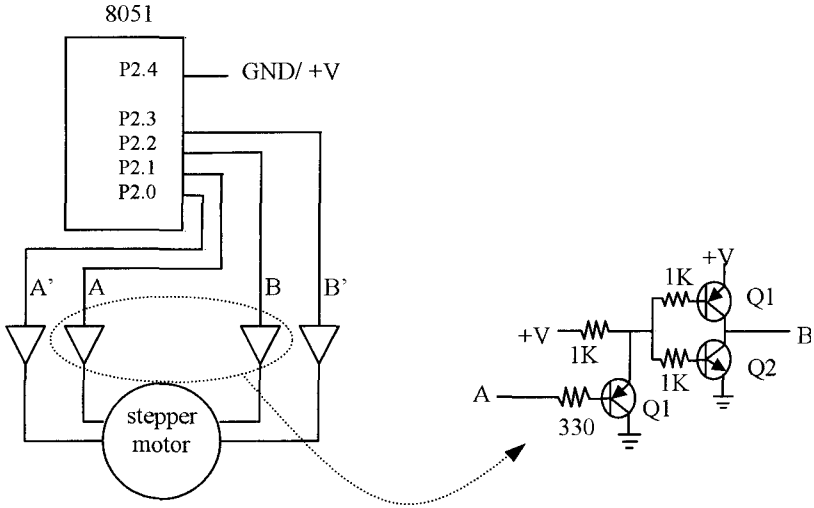 8051
P2.4
GND/ +V
P2.3
P2.2
P2.1
P2.0
A’
A
B
B’
stepper
motor
+V
1K
Q1
+V
1K
B
1K
Q2
A
330
Q1